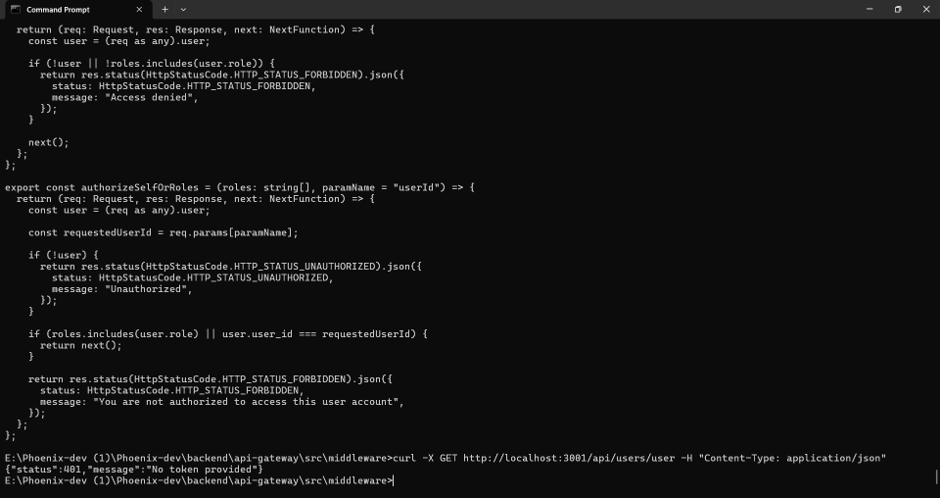 Command Prompt
  return (req: Request, res: Response, next: NextFunction) => {
    const user = (req as any).user;

    if (!user || !roles.includes(user.role)) {
      return res.status(HttpStatusCode.HTTP_STATUS_FORBIDDEN).json({
        status: HttpStatusCode.HTTP_STATUS_FORBIDDEN,
        message: "Access denied",
      });
    }

    next();
  };
};

export const authorizeSelfOrRoles = (roles: string[], paramName = "userId") => {
  return (req: Request, res: Response, next: NextFunction) => {
    const user = (req as any).user;

    const requestedUserId = req.params[paramName];

    if (!user) {
      return res.status(HttpStatusCode.HTTP_STATUS_UNAUTHORIZED).json({
        status: HttpStatusCode.HTTP_STATUS_UNAUTHORIZED,
        message: "Unauthorized",
      });
    }

    if (roles.includes(user.role) || user.user_id === requestedUserId) {
      return next();
    }

    return res.status(HttpStatusCode.HTTP_STATUS_FORBIDDEN).json({
      status: HttpStatusCode.HTTP_STATUS_FORBIDDEN,
      message: "You are not authorized to access this user account",
    });
  };
};

E:\Phoenix-dev (1)\Phoenix-dev\backend\api-gateway\src\middleware>curl -X GET http://localhost:3001/api/users/user -H "Content-Type: application/json"
{"status":401,"message":"No token provided"}
E:\Phoenix-dev (1)\Phoenix-dev\backend\api-gateway\src\middleware>